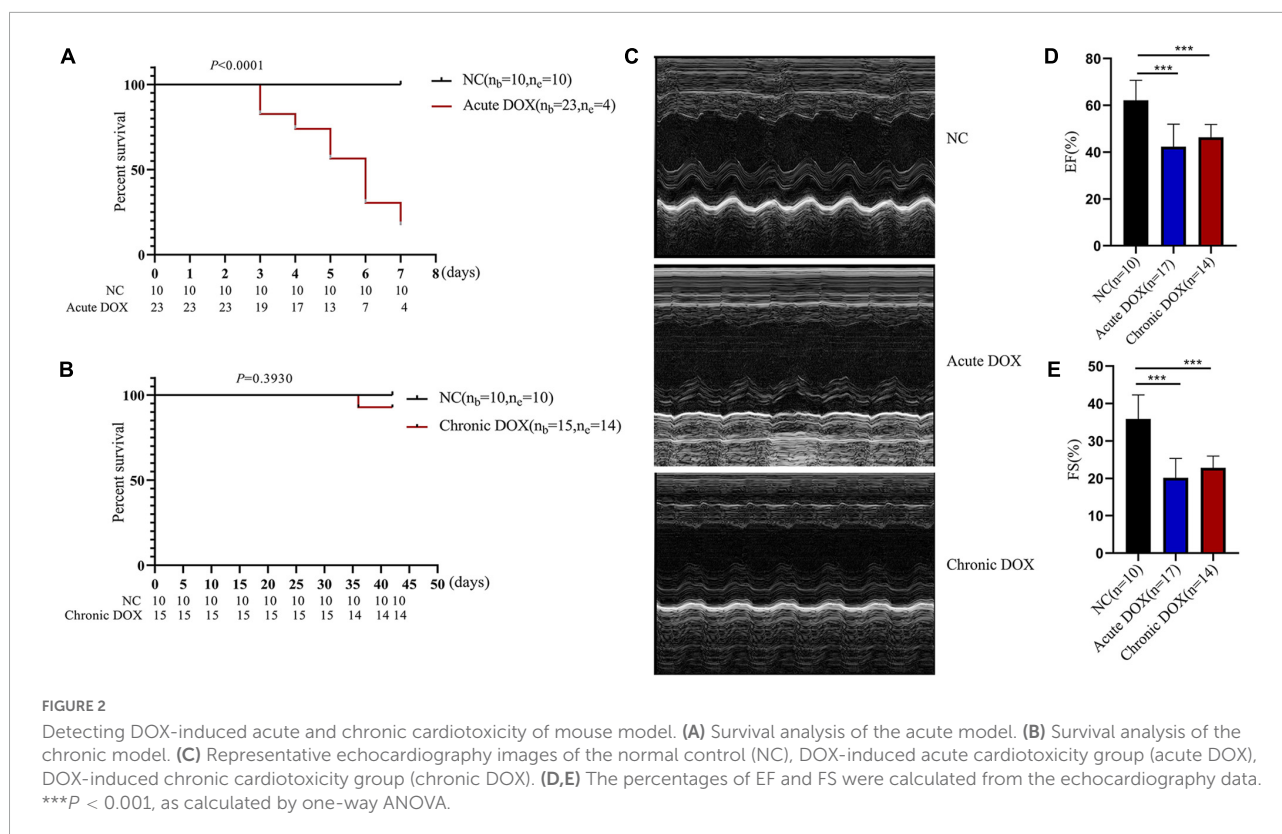 A
P<0.0001
NC(nb=10,ne=10)
Acute DOX(nb=23,ne=4)
Percent survival
100
50
0
0 1 2 3 4 5 6 7 8 (days)
NC 10 10 10 10 10 10 10 10
Acute DOX 23 23 23 19 17 13 7 4
B
P=0.3930
NC(nb=10,ne=10)
Chronic DOX(nb=15,ne=14)
Percent survival
100
50
0
0 5 10 15 20 25 30 35 40 45 50 (days)
NC 10 10 10 10 10 10 10 10 10 10
Chronic DOX 15 15 15 15 15 15 15 14 14 14
C
NC
Acute DOX
Chronic DOX
D
***
***
EF(%)
80
60
40
20
0
NC(n=10)
Acute DOX(n=17)
Chronic DOX(n=14)
E
***
***
FS(%)
50
40
30
20
10
0
NC(n=10)
Acute DOX(n=17)
Chronic DOX(n=14)
FIGURE 2
Detecting DOX-induced acute and chronic cardiotoxicity of mouse model. (A) Survival analysis of the acute model. (B) Survival analysis of the
chronic model. (C) Representative echocardiography images of the normal control (NC), DOX-induced acute cardiotoxicity group (acute DOX),
DOX-induced chronic cardiotoxicity group (chronic DOX). (D,E) The percentages of EF and FS were calculated from the echocardiography data.
***P < 0.001, as calculated by one-way ANOVA.